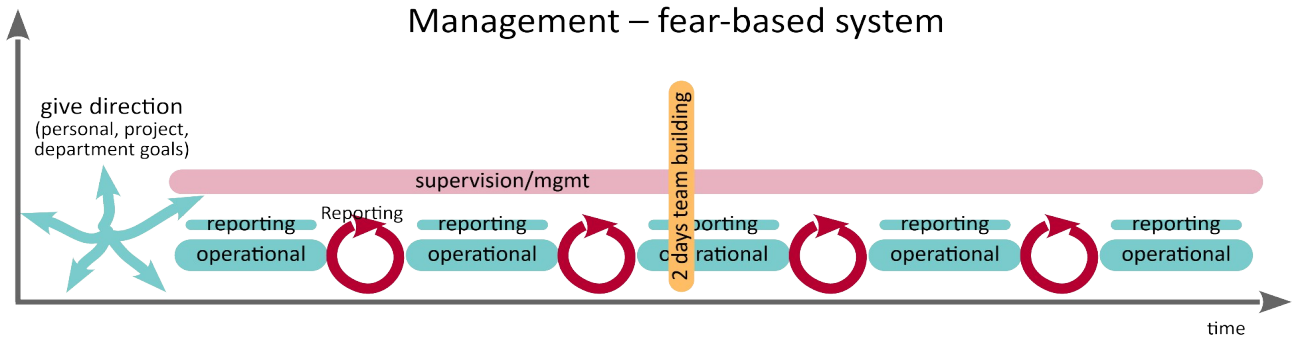 Management – fear-based system
give direction
(personal, project,
department goals)
supervision/mgmt
2 days team building
reporting
Reporting
reporting
reporting
reporting
reporting
operational
operational
operational
operational
operational
time